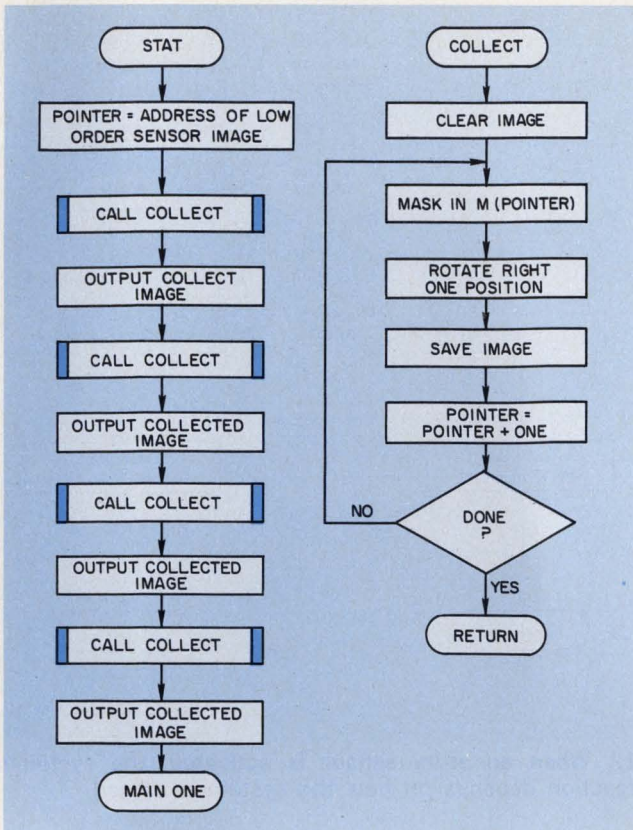 STAT
POINTER = ADDRESS OF LOW
ORDER SENSOR IMAGE
CALL COLLECT
OUTPUT COLLECT
IMAGE
CALL COLLECT
OUTPUT COLLECTED
IMAGE
CALL COLLECT
OUTPUT COLLECTED
IMAGE
CALL COLLECT
OUTPUT COLLECTED
IMAGE
MAIN ONE
COLLECT
CLEAR IMAGE
MASK IN M (POINTER)
ROTATE RIGHT
ONE POSITION
SAVE IMAGE
POINTER =
POINTER + ONE
DONE
?
NO
YES
RETURN